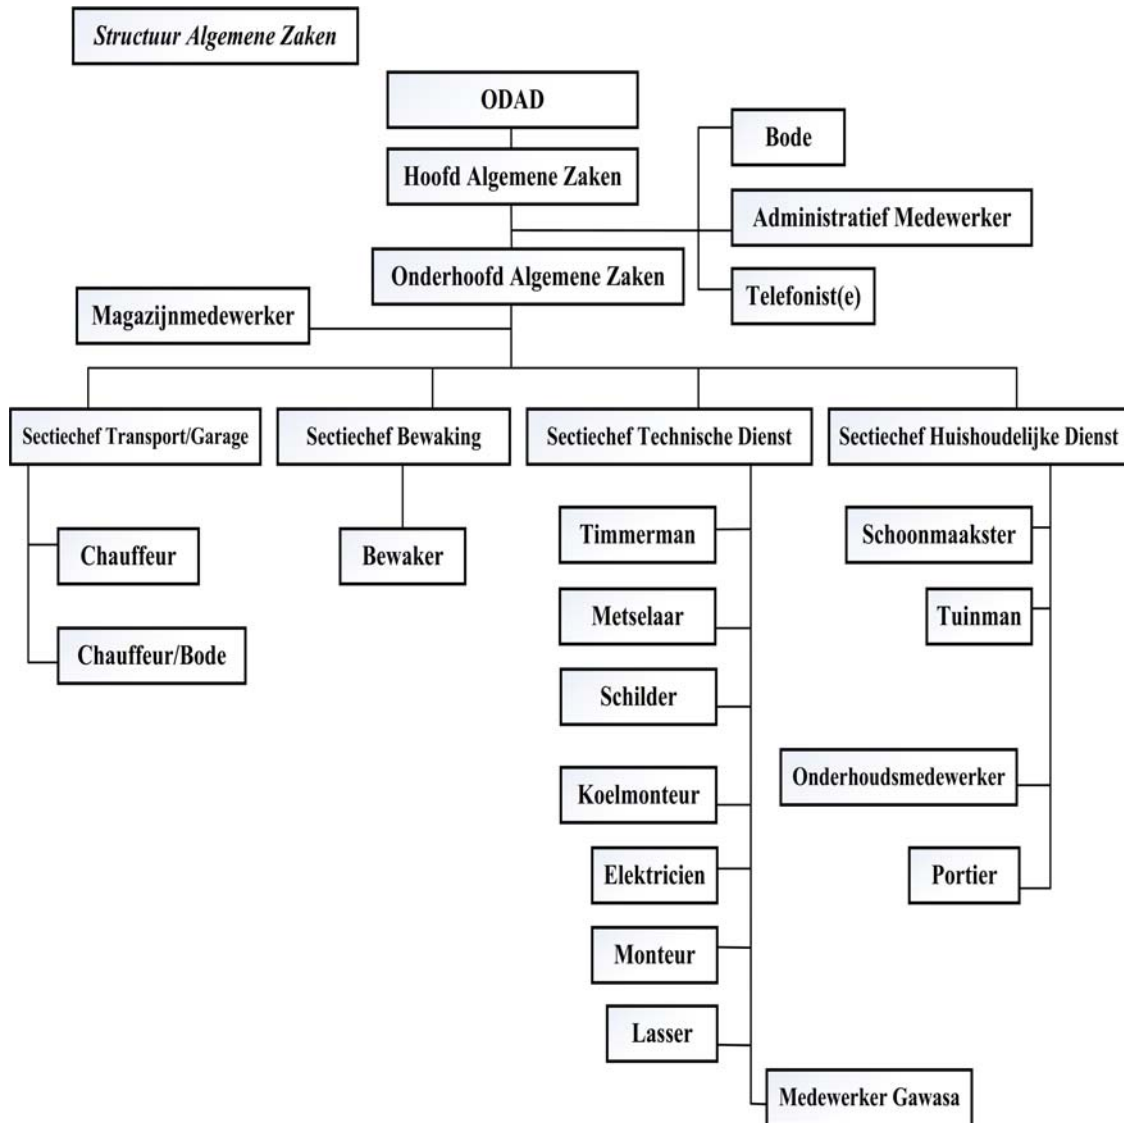 Structuur Algemene Zaken
ODAD
Bode
Hoofd Algemene Zaken
Administratief Medewerker
Onderhoofd Algemene Zaken
Telefonist(e)
Magazijnmedewerker
Sectiechef Transport/Garage
Sectiechef Bewaking
Sectiechef Technische Dienst
Sectiechef Huishoudelijke Dienst
Chauffeur
Chauffeur/Bode
Bewaker
Timmerman
Metselaar
Schilder
Koelmonteur
Elektricien
Monteur
Lasser
Medewerker Gawasa
Schoonmaakster
Tuinman
Onderhoudsmedewerker
Portier